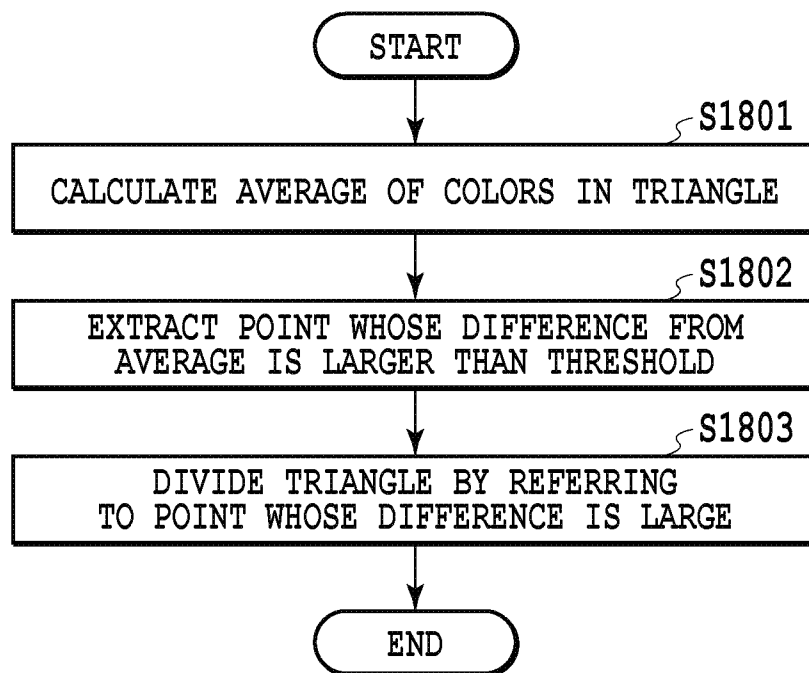 START
S1801
CALCULATE AVERAGE OF COLORS IN TRIANGLE
S1802
EXTRACT POINT WHOSE DIFFERENCE FROM
AVERAGE IS LARGER THAN THRESHOLD
S1803
DIVIDE TRIANGLE BY REFERRING
TO POINT WHOSE DIFFERENCE IS LARGE
END